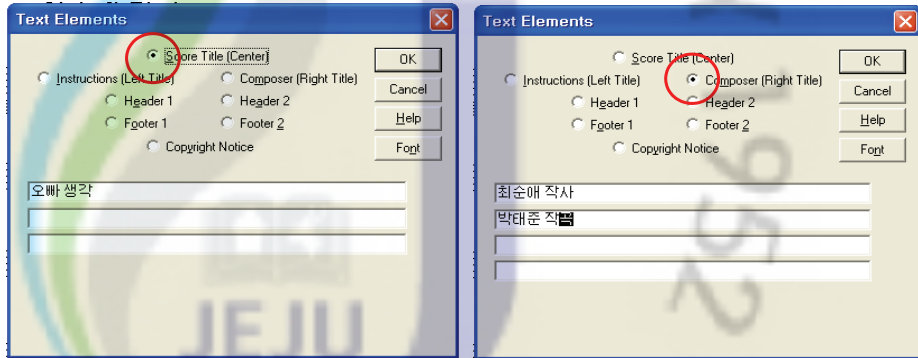 Text Elements
Score Title (Center)
Instructions (Left Title)
Composer (Right Title)
Header 1
Header 2
Footer 1
Footer 2
Copyright Notice
OK
Cancel
Help
Font
오빠 생각
JEJU
Text Elements
Score Title (Center)
Instructions (Left Title)
Composer (Right Title)
Header 1
Header 2
Footer 1
Footer 2
Copyright Notice
OK
Cancel
Help
Font
최순애 작사
박태준 작곡
1952